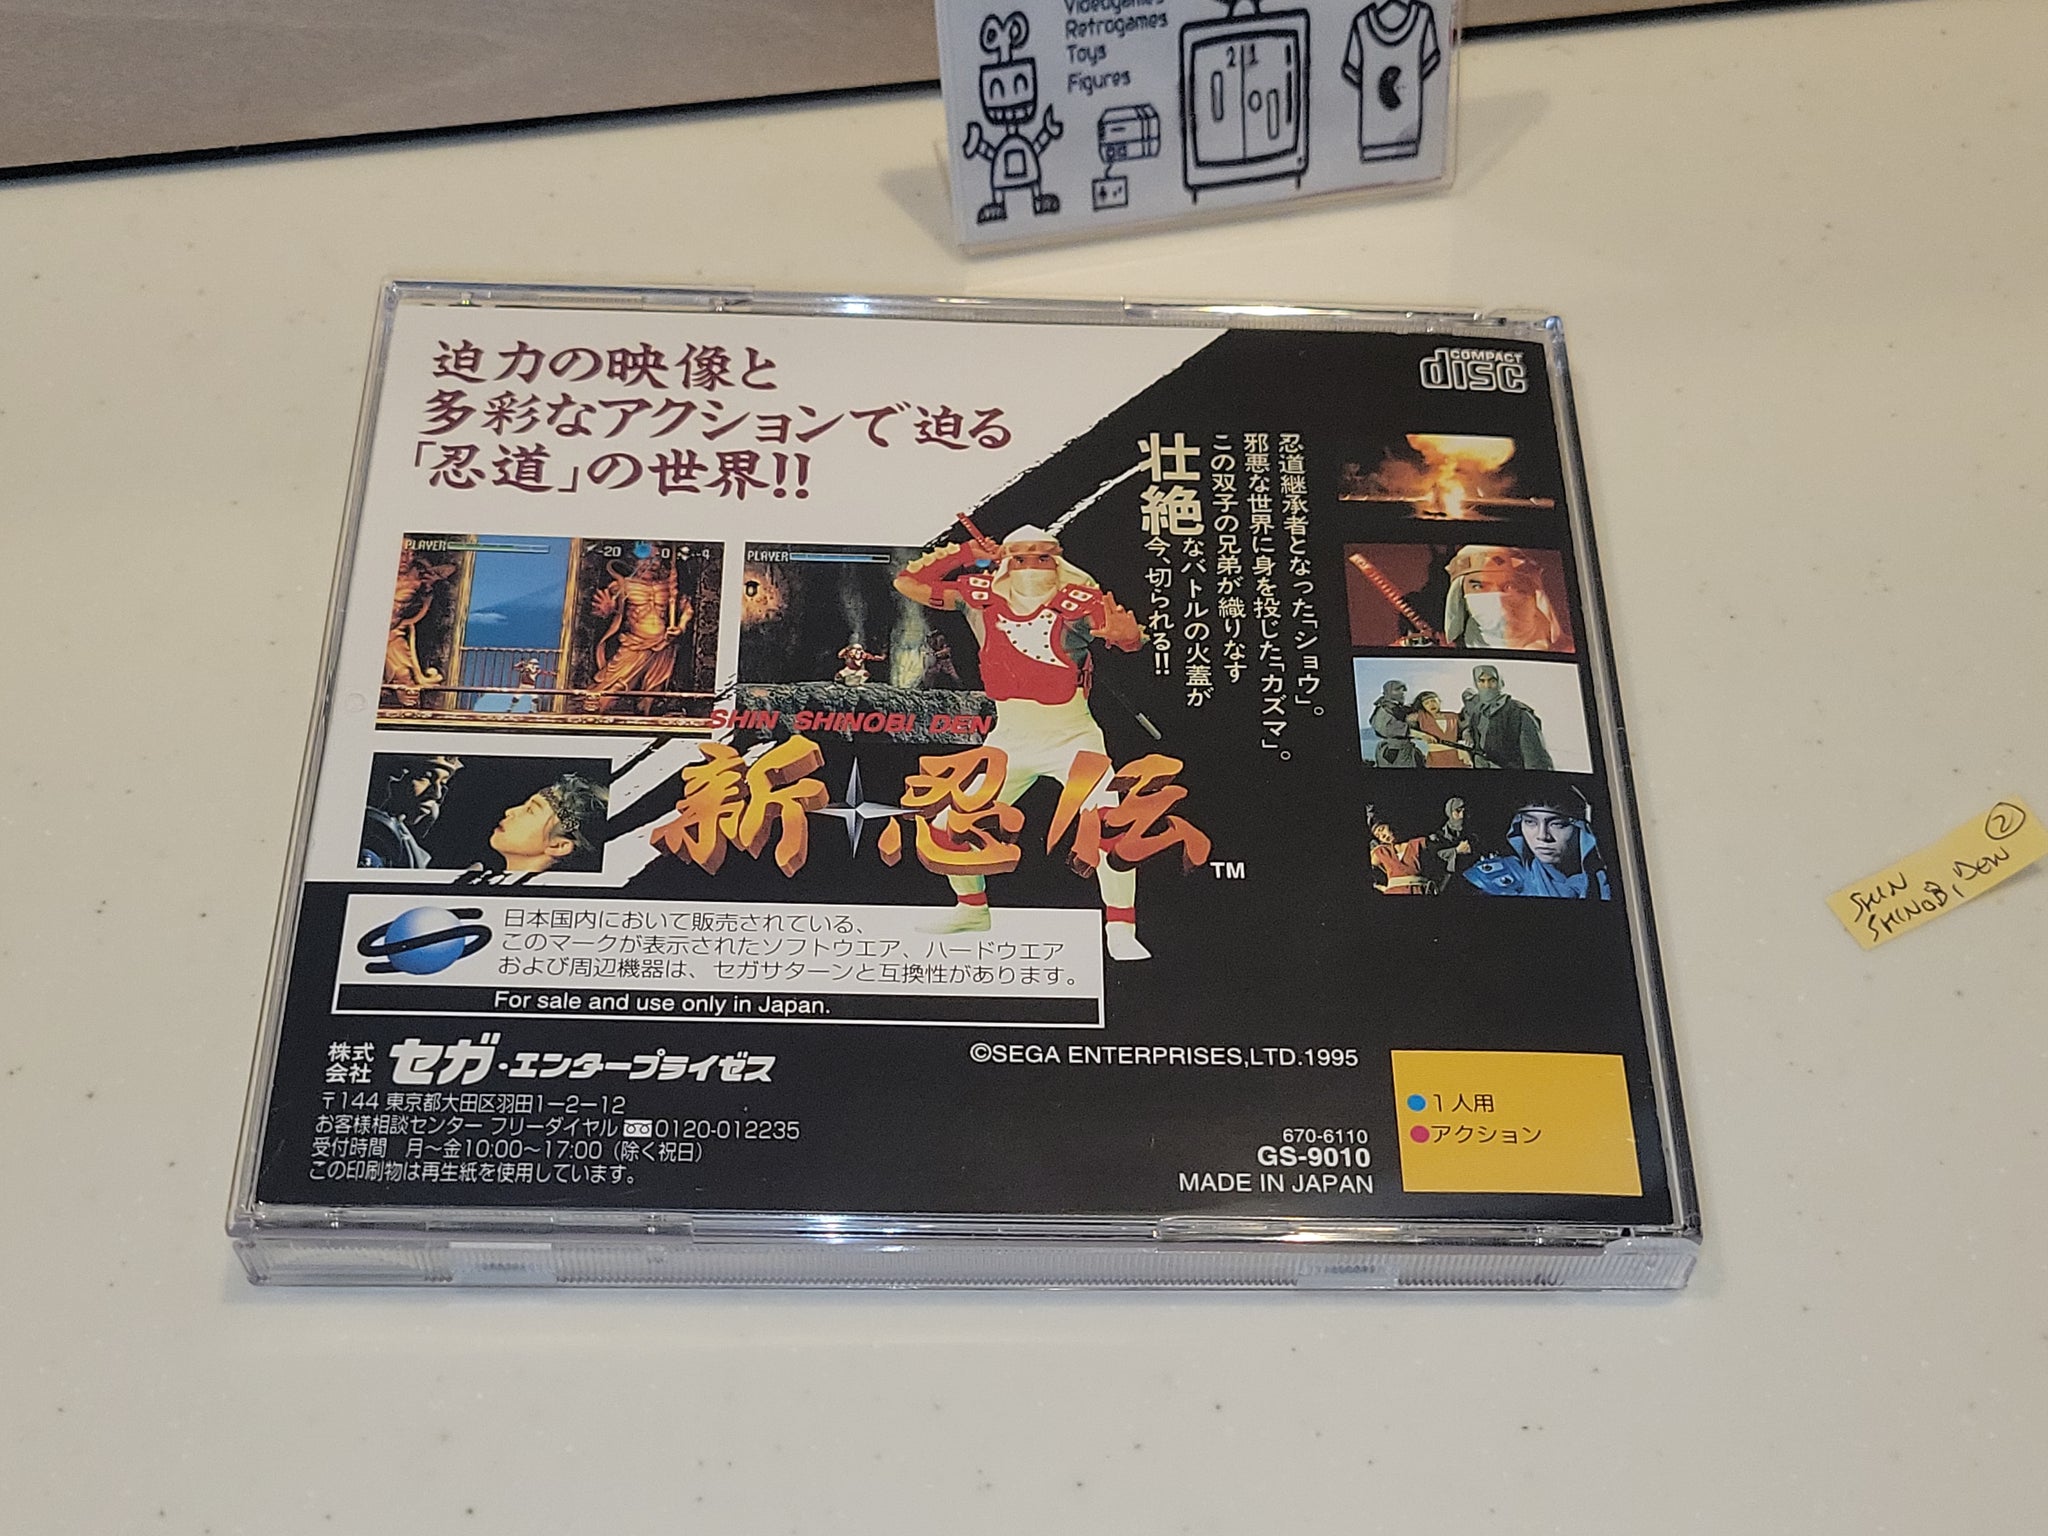 Videogames
Retrogames
Toys
Figures
2 1
迫力の映像と
多彩なアクションで迫る
「忍道」の世界!!
COMPACT
disc
忍道継承者となった「ショウ」。
邪悪な世界に身を投じた「カズマ」。
この双子の兄弟が織りなす
壮絶なバトルの火蓋が
今、切られる!!
PLAYER
-20 -0 -4
PLAYER
SHIN SHINOBI DEN
新忍伝
TM
日本国内において販売されている、
このマークが表示されたソフトウエア、ハードウエア
および周辺機器は、セガサターンと互換性があります。
For sale and use only in Japan.
株式会社 セガ・エンタープライゼス
〒144 東京都大田区羽田1-2-12
お客様相談センター フリーダイヤル 0120-012235
受付時間 月〜金10:00〜17:00(除く祝日)
この印刷物は再生紙を使用しています。
©SEGA ENTERPRISES,LTD.1995
670-6110
GS-9010
MADE IN JAPAN
●1人用
●アクション
2
SHIN
SHINOBI DEN